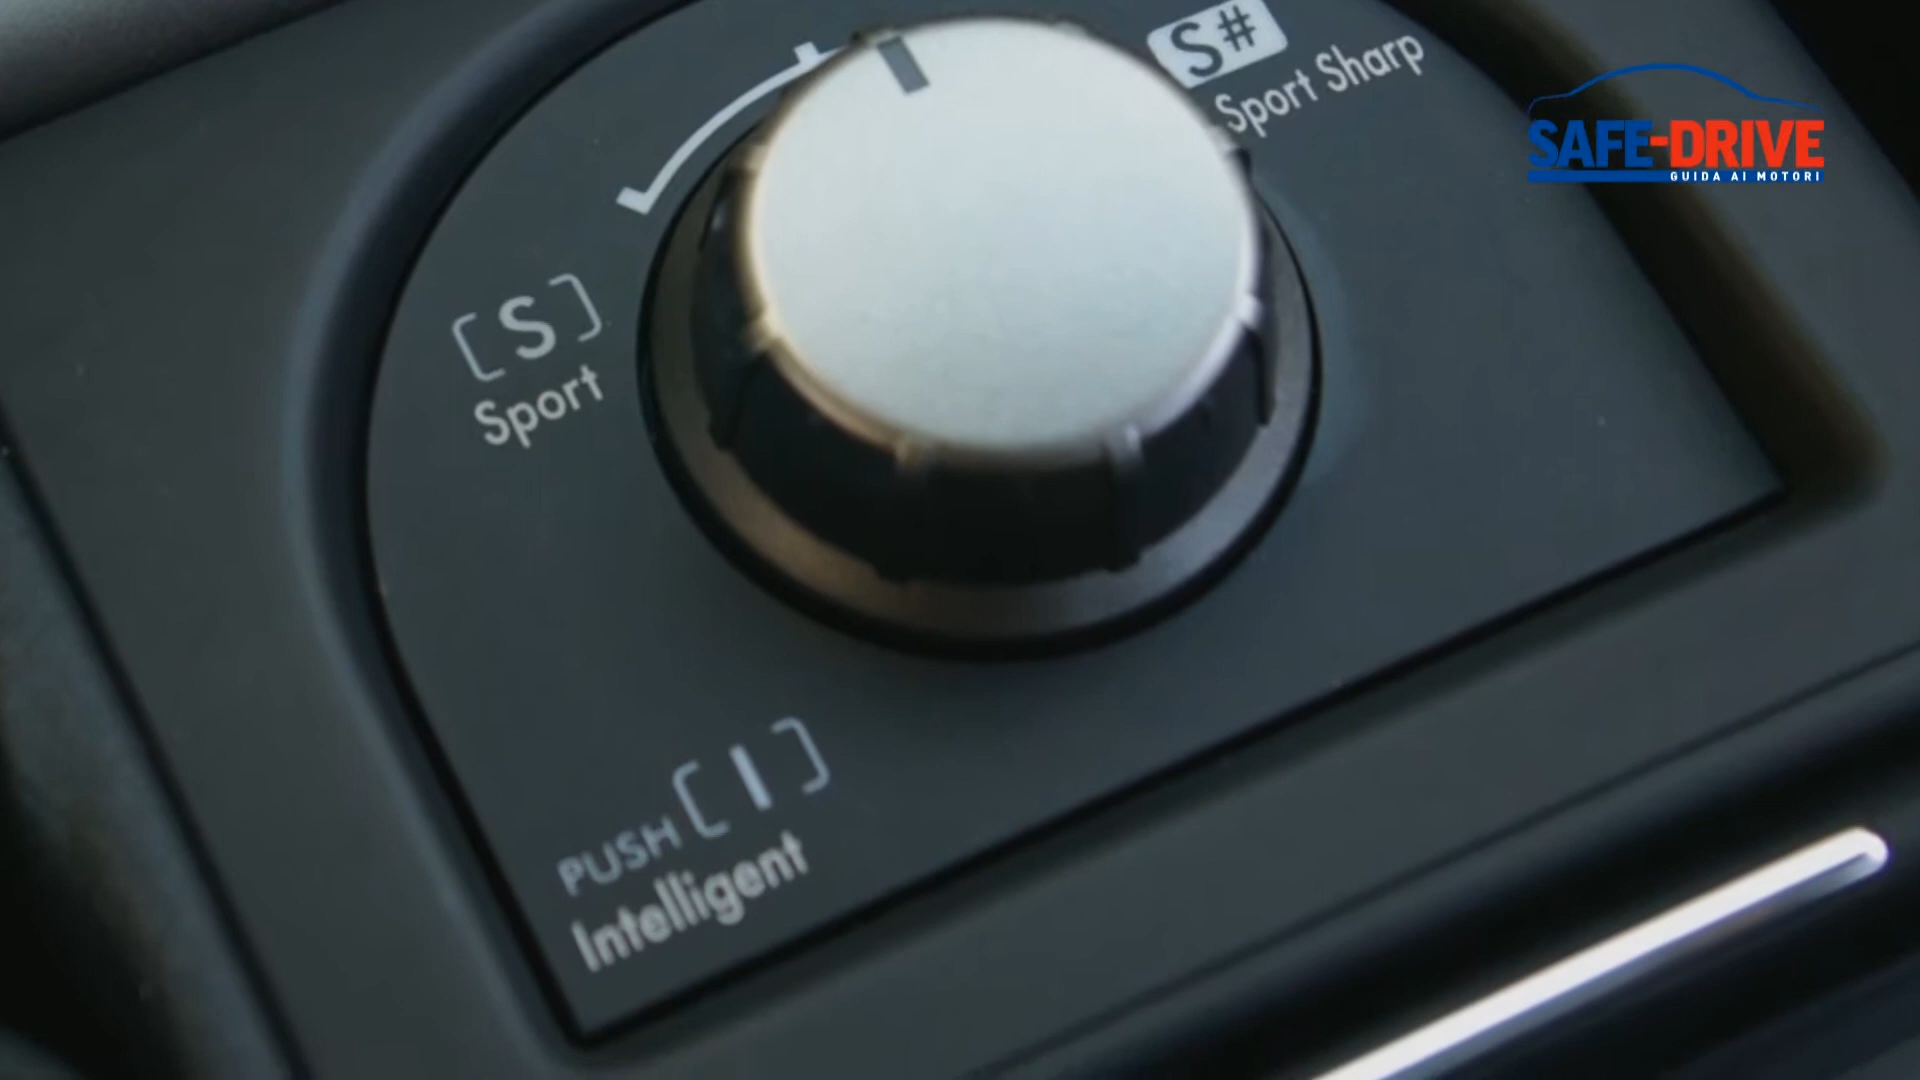 S#
Sport Sharp
SAFE-DRIVE
GUIDA AI MOTORI
[S]
Sport
PUSH [I]
Intelligent